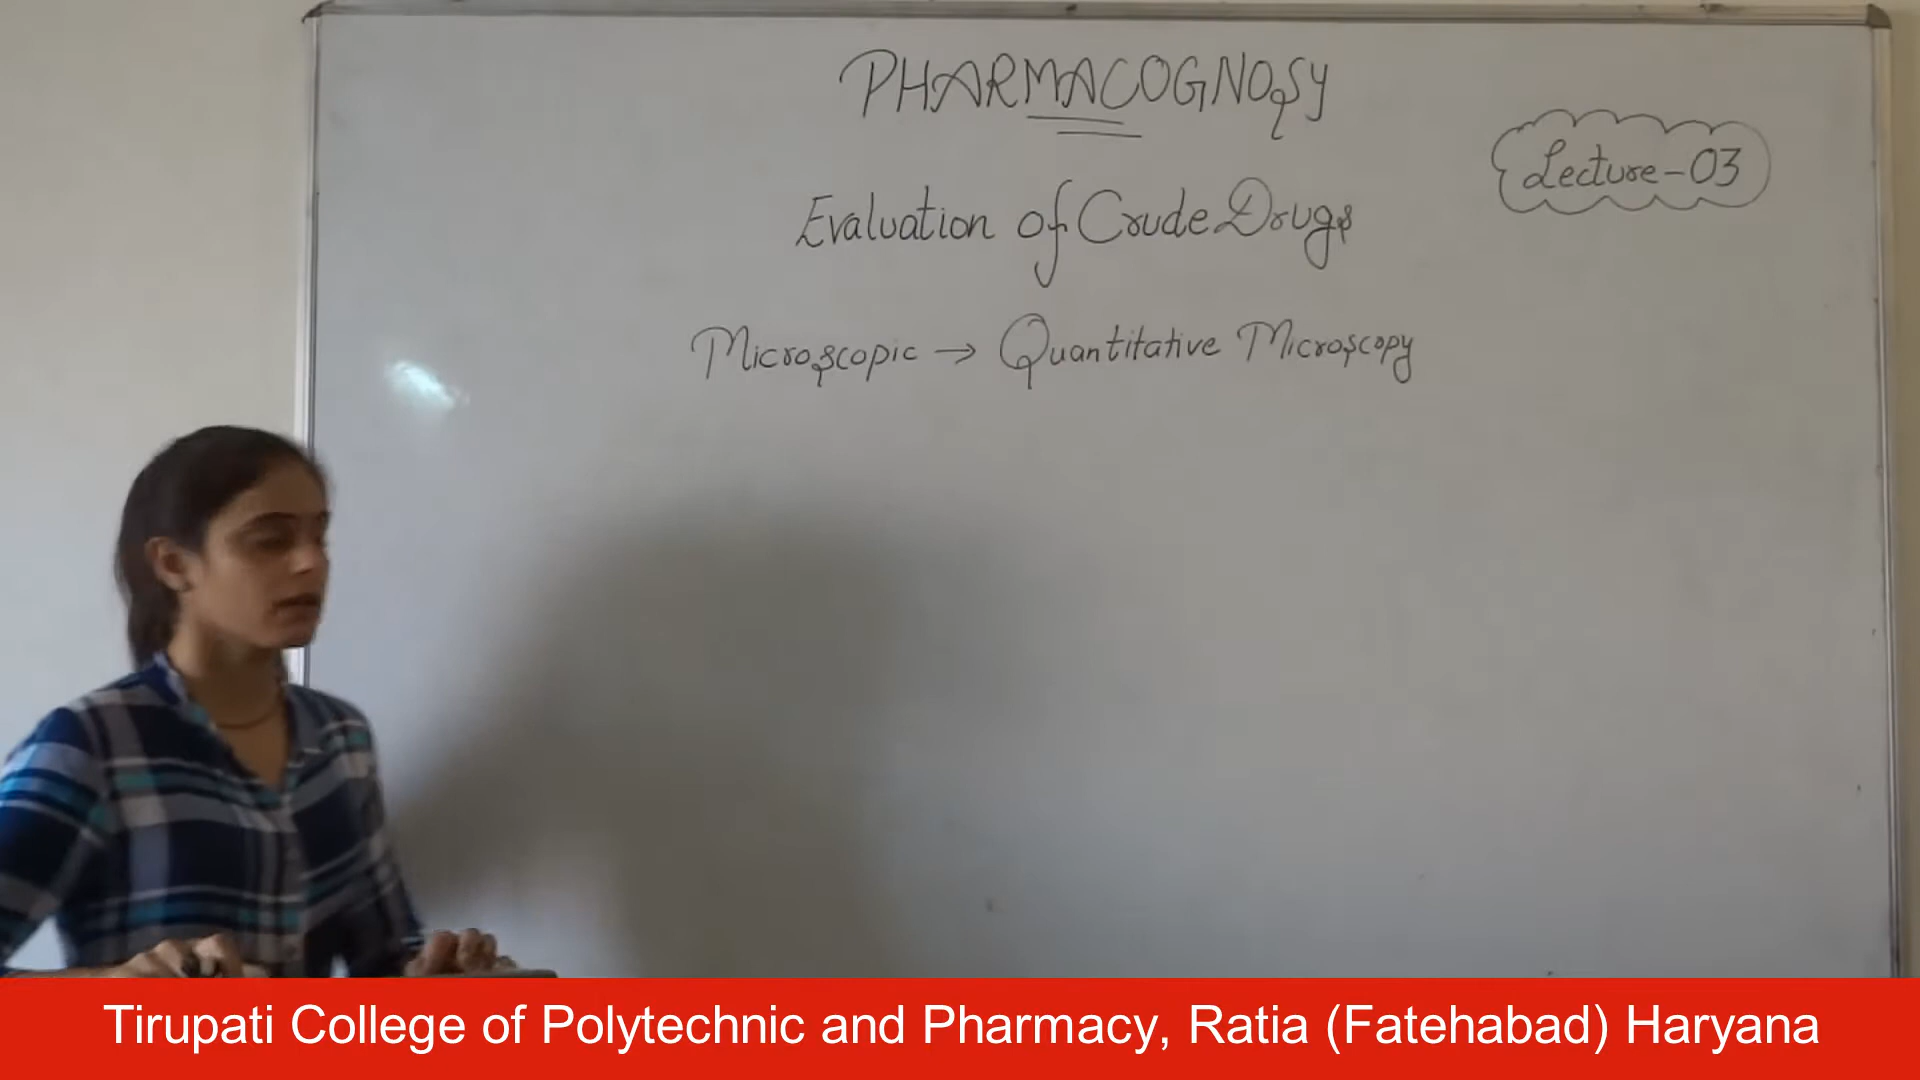 PHARMACOGNOSY
Lecture-03
Evaluation of Crude Drugs
Microscopic → Quantitative Microscopy
Tirupati College of Polytechnic and Pharmacy, Ratia (Fatehabad) Haryana